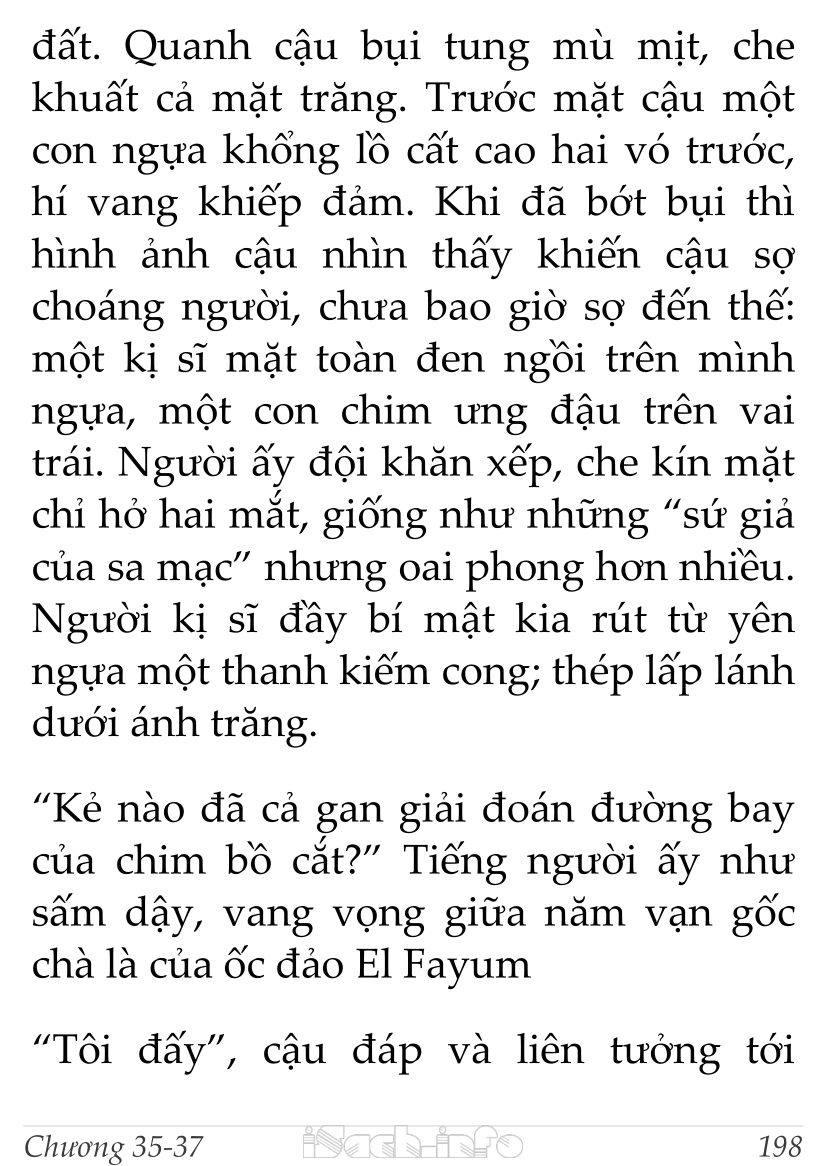 đất. Quanh cậu bụi tung mù mịt, che
khuất cả mặt trăng. Trước mặt cậu một
con ngựa khổng lồ cất cao hai vó trước,
hí vang khiếp đảm. Khi đã bớt bụi thì
hình ảnh cậu nhìn thấy khiến cậu sợ
choáng người, chưa bao giờ sợ đến thế:
một kị sĩ mặt toàn đen ngồi trên mình
ngựa, một con chim ưng đậu trên vai
trái. Người ấy đội khăn xếp, che kín mặt
chỉ hở hai mắt, giống như những “sứ giả
của sa mạc” nhưng oai phong hơn nhiều.
Người kị sĩ đầy bí mật kia rút từ yên
ngựa một thanh kiếm cong; thép lấp lánh
dưới ánh trăng.
“Kẻ nào đã cả gan giải đoán đường bay
của chim bồ cắt?” Tiếng người ấy như
sấm dậy, vang vọng giữa năm vạn gốc
chà là của ốc đảo El Fayum
“Tôi đấy”, cậu đáp và liên tưởng tới
Chương 35-37 iSach.info 198